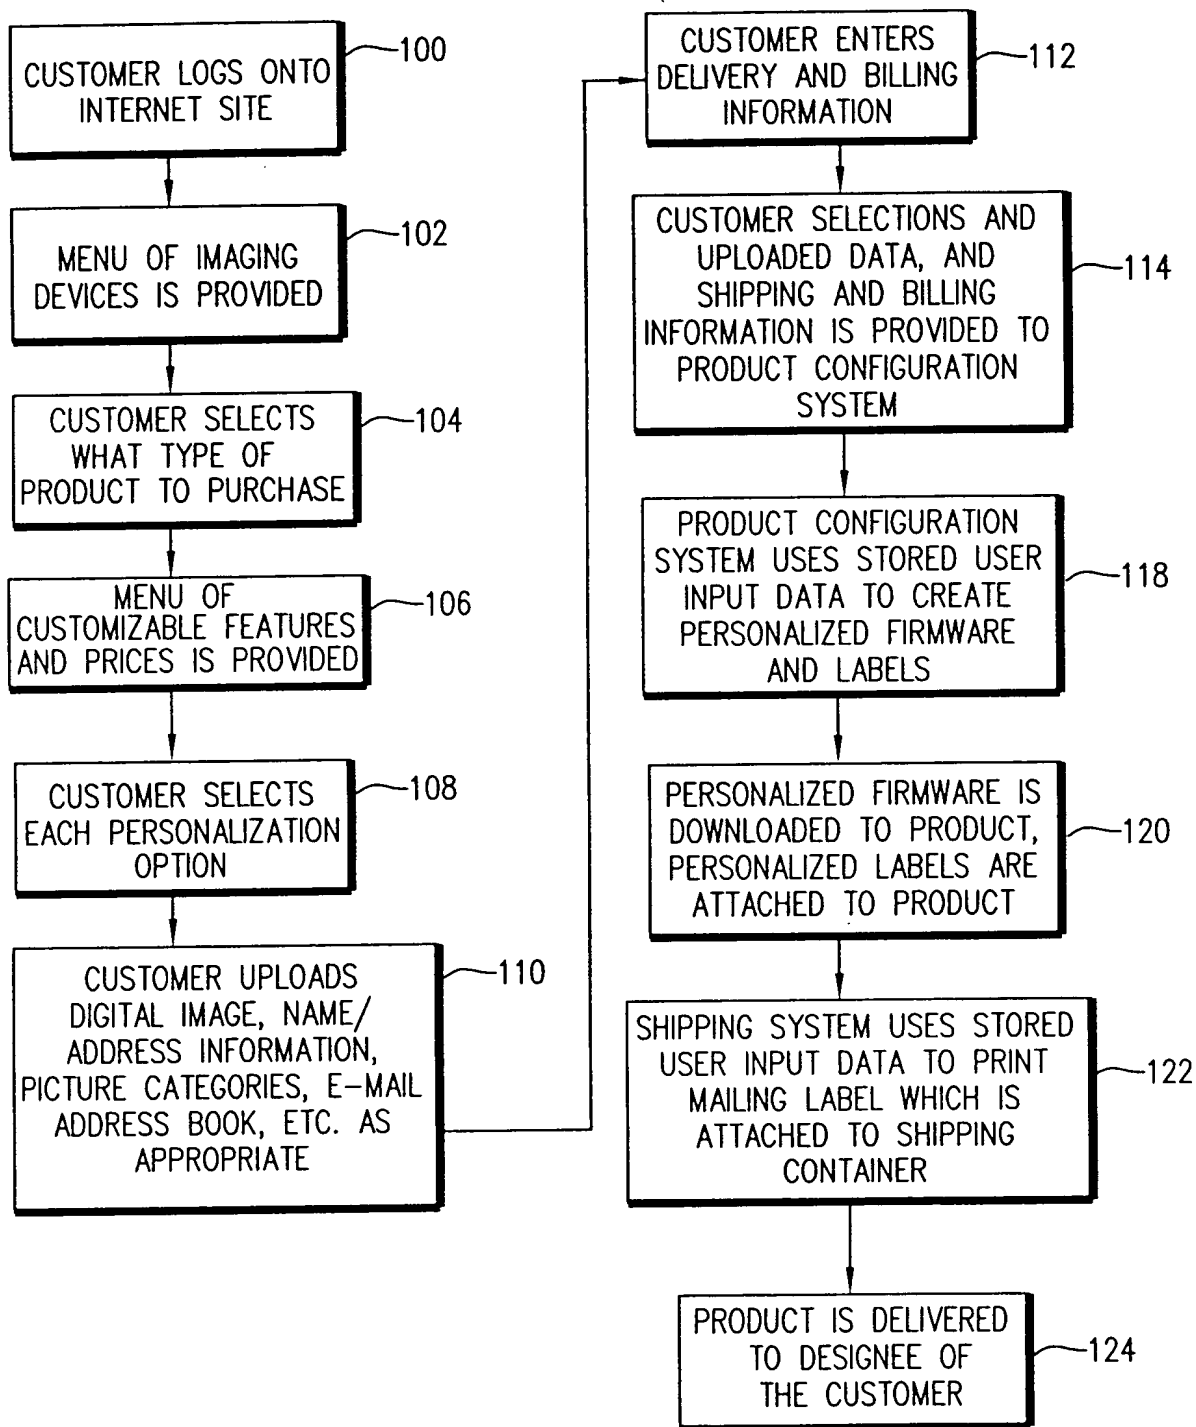 CUSTOMER LOGS ONTO
INTERNET SITE
100
MENU OF IMAGING
DEVICES IS PROVIDED
102
CUSTOMER SELECTS
WHAT TYPE OF
PRODUCT TO PURCHASE
104
MENU OF
CUSTOMIZABLE FEATURES
AND PRICES IS PROVIDED
106
CUSTOMER SELECTS
EACH PERSONALIZATION
OPTION
108
CUSTOMER UPLOADS
DIGITAL IMAGE, NAME/
ADDRESS INFORMATION,
PICTURE CATEGORIES, E-MAIL
ADDRESS BOOK, ETC. AS
APPROPRIATE
110
CUSTOMER ENTERS
DELIVERY AND BILLING
INFORMATION
112
CUSTOMER SELECTIONS AND
UPLOADED DATA, AND
SHIPPING AND BILLING
INFORMATION IS PROVIDED TO
PRODUCT CONFIGURATION
SYSTEM
114
PRODUCT CONFIGURATION
SYSTEM USES STORED USER
INPUT DATA TO CREATE
PERSONALIZED FIRMWARE
AND LABELS
118
PERSONALIZED FIRMWARE IS
DOWNLOADED TO PRODUCT,
PERSONALIZED LABELS ARE
ATTACHED TO PRODUCT
120
SHIPPING SYSTEM USES STORED
USER INPUT DATA TO PRINT
MAILING LABEL WHICH IS
ATTACHED TO SHIPPING
CONTAINER
122
PRODUCT IS DELIVERED
TO DESIGNEE OF
THE CUSTOMER
124